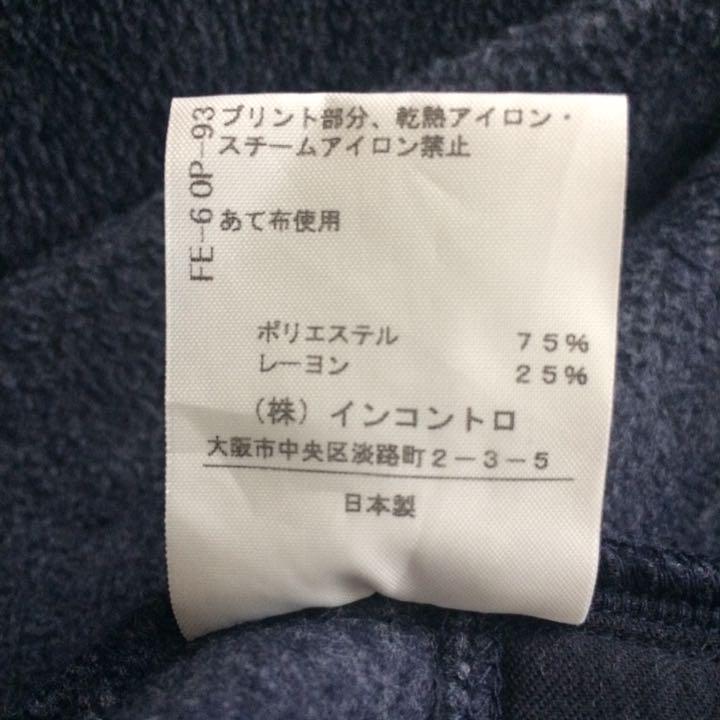 プリント部分、乾熱アイロン・
スチームアイロン禁止
あて布使用
FE-6 OP-93
ポリエステル 75%
レーヨン 25%
(株)インコントロ
大阪市中央区淡路町2-3-5
日本製